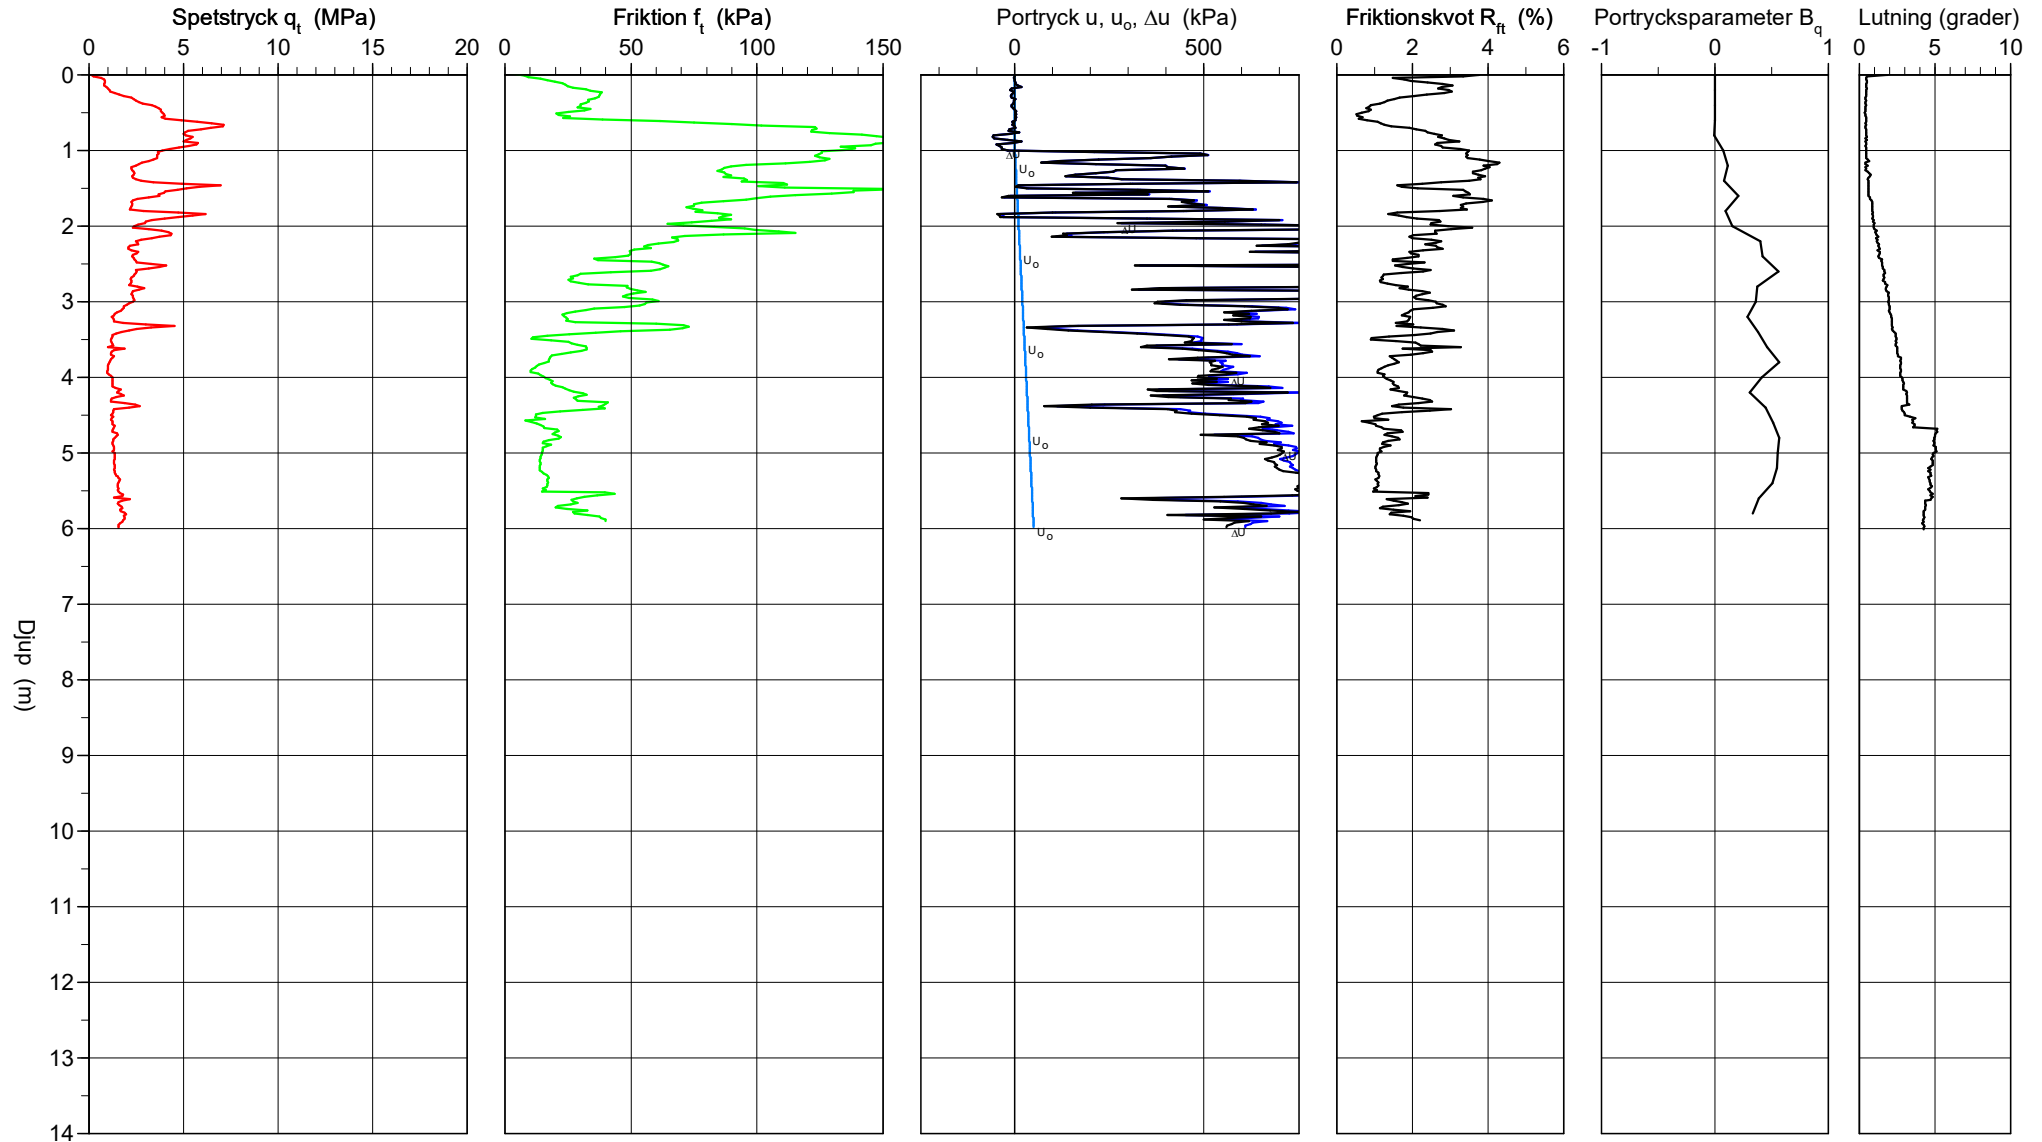 Spetstryck qt (MPa) Friktion ft (kPa) Portryck u, uo, Δu (kPa) Friktionskvot Rft (%) Portrycksparameter Bq Lutning (grader)
0 5 10 15 20 0 50 100 150 0 500 0 2 4 6 -1 0 1 0 5 10
0
1
ΔU
Uo
2
ΔU
Uo
3
Uo
4
ΔU
Uo
5
ΔU
6
Uo ΔU
7
Djup (m)
8
9
10
11
12
13
14